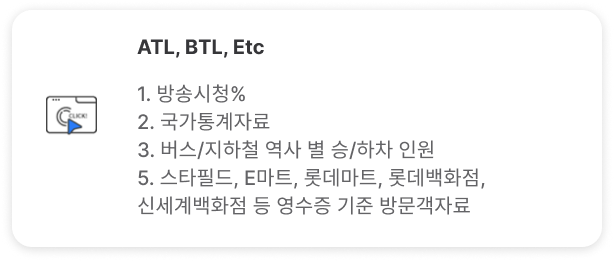 ATL, BTL, Etc
CLICK!
1. 방송시청%
2. 국가통계자료
3. 버스/지하철 역사 별 승/하차 인원
5. 스타필드, E마트, 롯데마트, 롯데백화점,
신세계백화점 등 영수증 기준 방문객자료